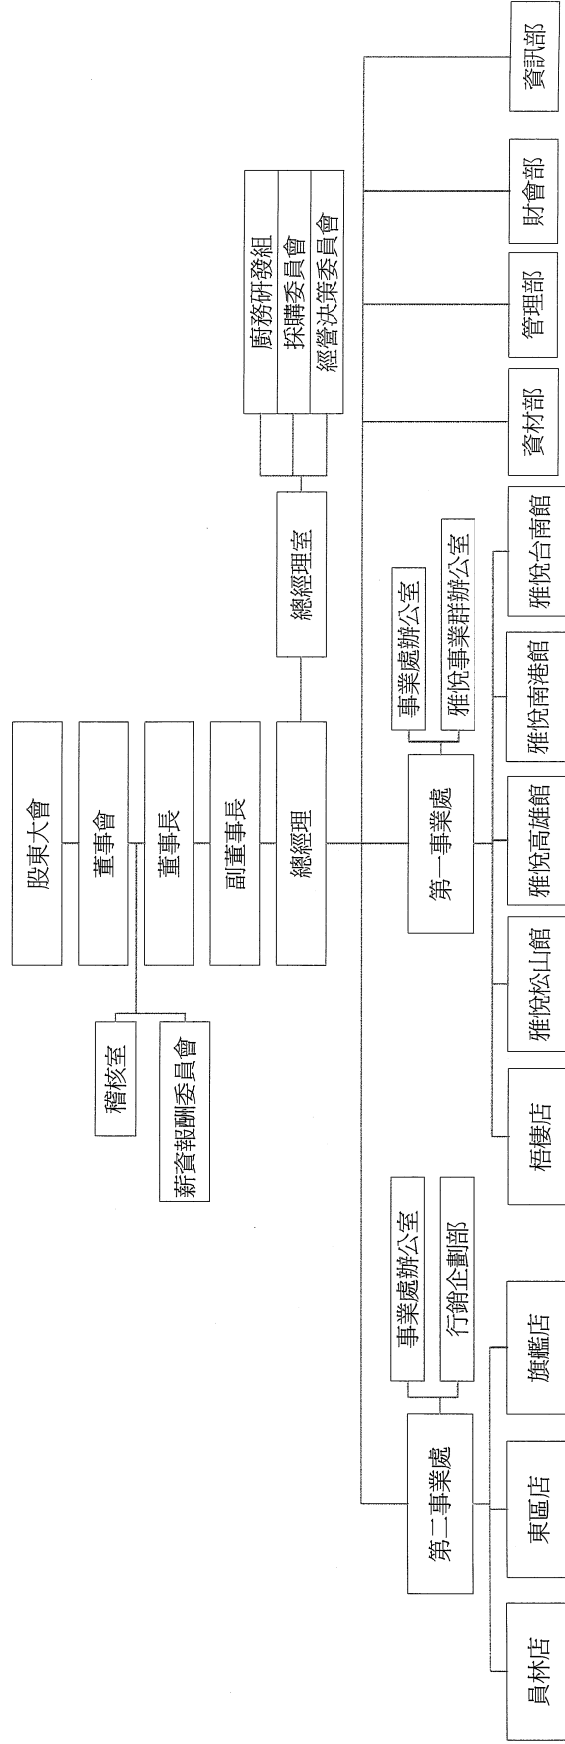 股東大會
董事會
稽核室
薪資報酬委員會
董事長
副董事長
總經理
總經理室
廚務研發組
採購委員會
經營決策委員會
第二事業處
事業處辦公室
行銷企劃部
第一事業處
事業處辦公室
雅悅事業群辦公室
員林店
東區店
旗艦店
梧棲店
雅悅松山館
雅悅高雄館
雅悅南港館
雅悅台南館
資材部
管理部
財會部
資訊部